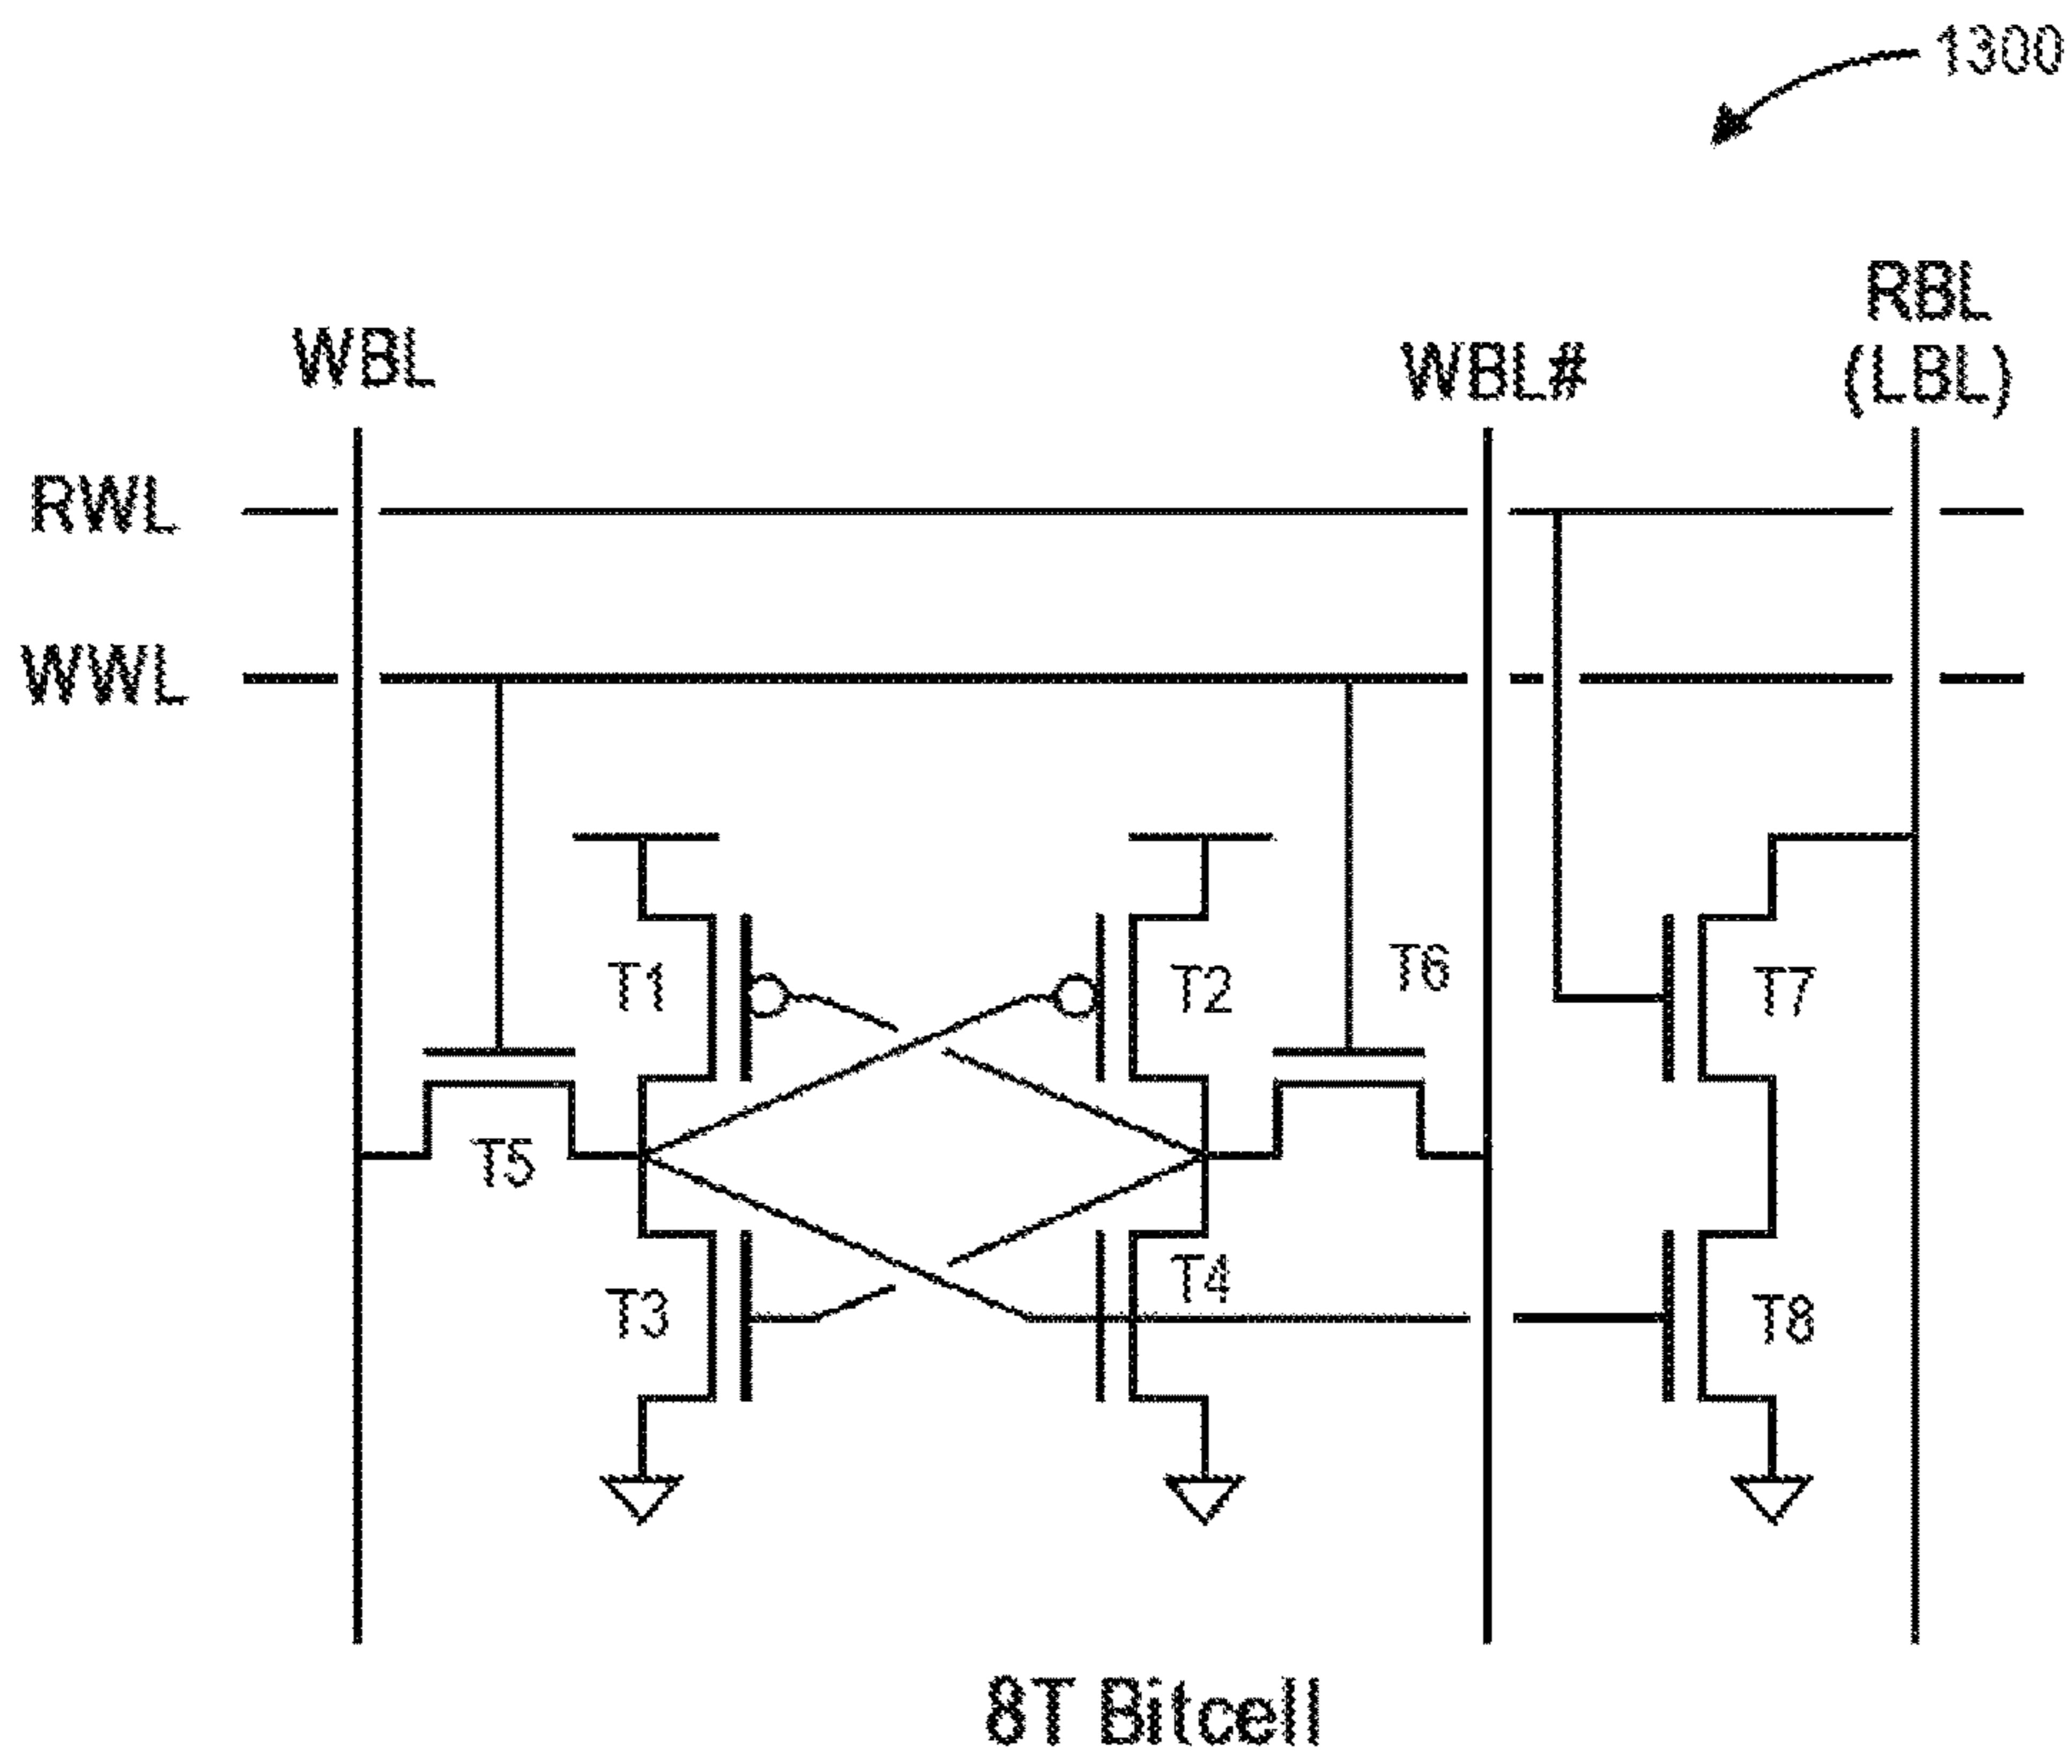 1300
RBL
(LBL)
WBL
WBL#
RWL
WWL
T1
T2
T6
T7
T5
T3
T4
T8
8T Bitcell